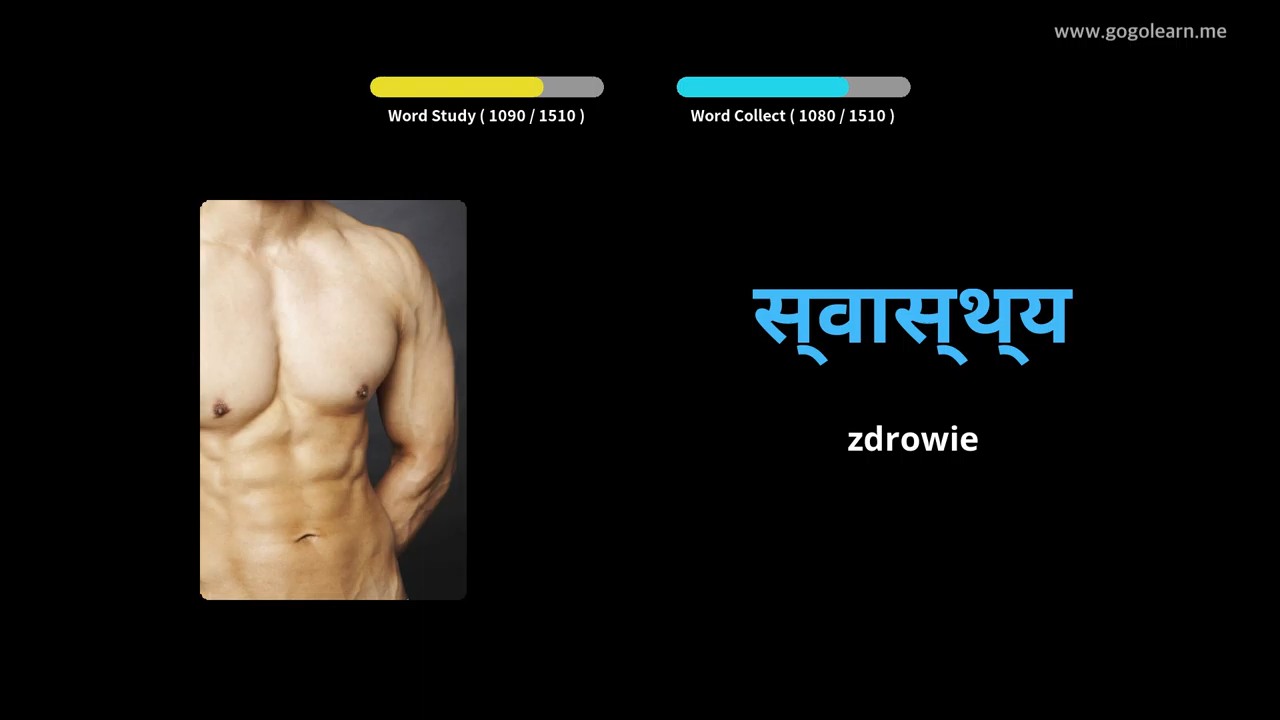 www.gogolearn.me
Word Study ( 1090 / 1510 )
Word Collect ( 1080 / 1510 )
स्वास्थ्य
zdrowie